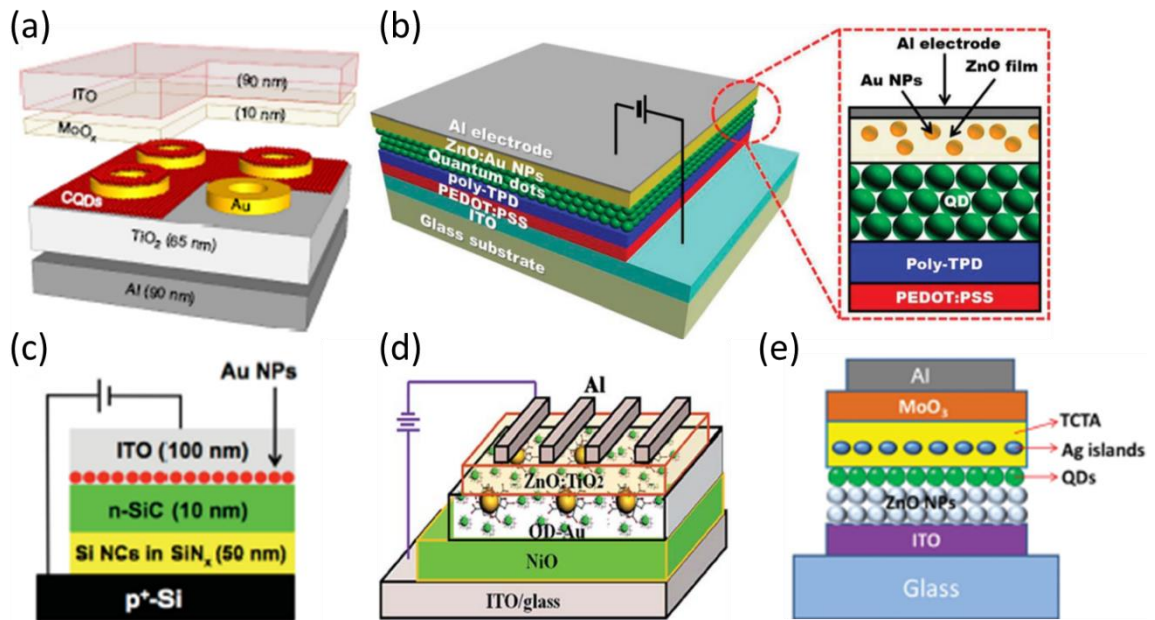 (a)
ITO
(90 nm)
MoOₓ
(10 nm)
CQDs
Au
TiO₂ (65 nm)
Al (90 nm)
(b)
Al electrode
ZnO:Au NPs
Quantum dots
poly-TPD
PEDOT:PSS
ITO
Glass substrate
Al electrode
Au NPs
ZnO film
QD
Poly-TPD
PEDOT:PSS
(c)
Au NPs
ITO (100 nm)
n-SiC (10 nm)
Si NCs in SiNₓ (50 nm)
p⁺-Si
(d)
Al
ZnO:TiO₂
QD-Au
NiO
ITO/glass
(e)
Al
MoO₃
TCTA
Ag islands
QDs
ZnO NPs
ITO
Glass